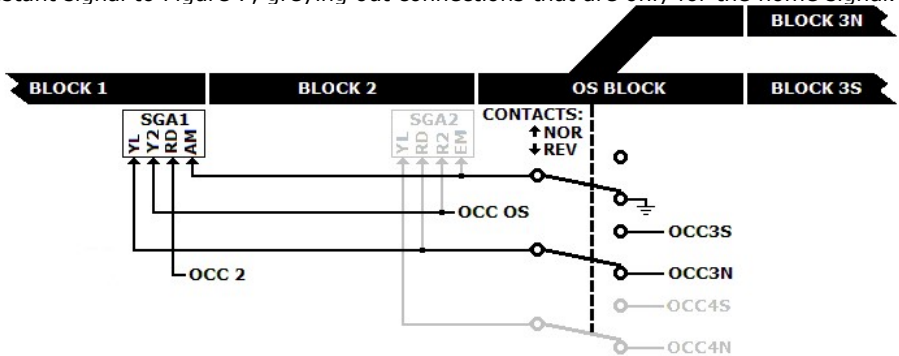 signal to Figure 7, greying out connections that are only for the home signal.
BLOCK 3N
BLOCK 1 BLOCK 2 OS BLOCK BLOCK 3S
SGA1
YL Y2 RD AM
SGA2
YL RD R2 EM
CONTACTS:
↑NOR
↓REV
OCC OS
OCC3S
OCC 2
OCC3N
OCC4S
OCC4N